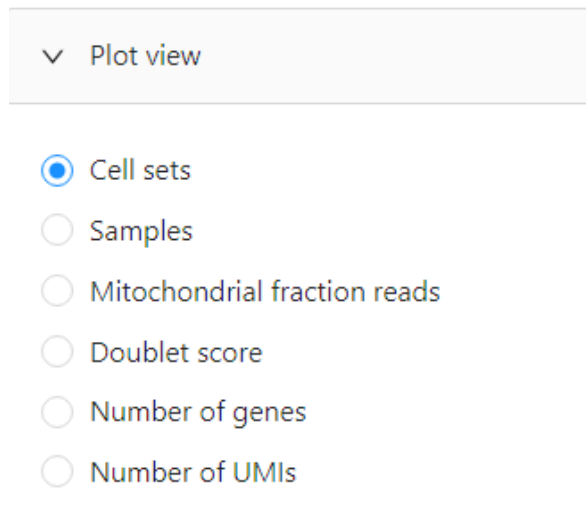 Plot view
Cell sets
Samples
Mitochondrial fraction reads
Doublet score
Number of genes
Number of UMIs